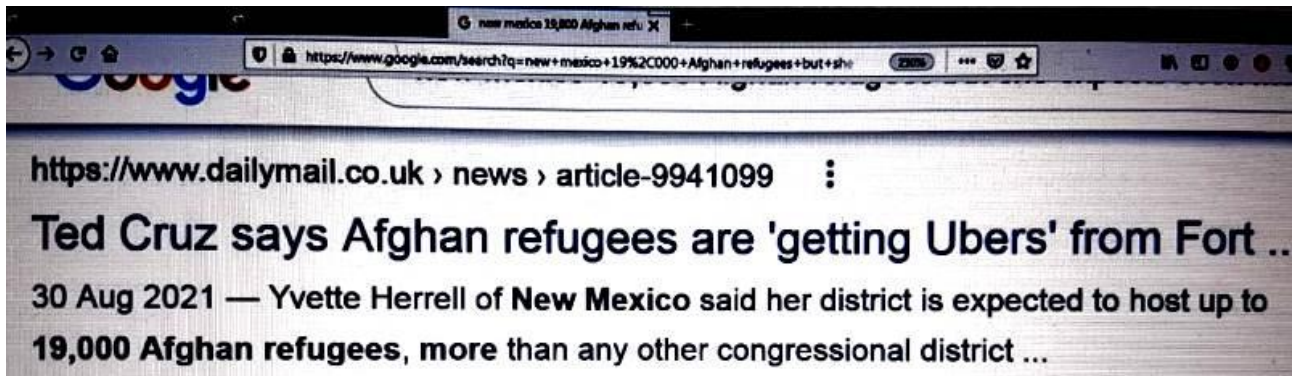 G new mexico 19,800 Afghan refu X
https://www.google.com/search?q=new+mexico+19%2C000+Afghan+refugees+but+she
Google
https://www.dailymail.co.uk › news › article-9941099
Ted Cruz says Afghan refugees are 'getting Ubers' from Fort ...
30 Aug 2021 — Yvette Herrell of New Mexico said her district is expected to host up to
19,000 Afghan refugees, more than any other congressional district ...